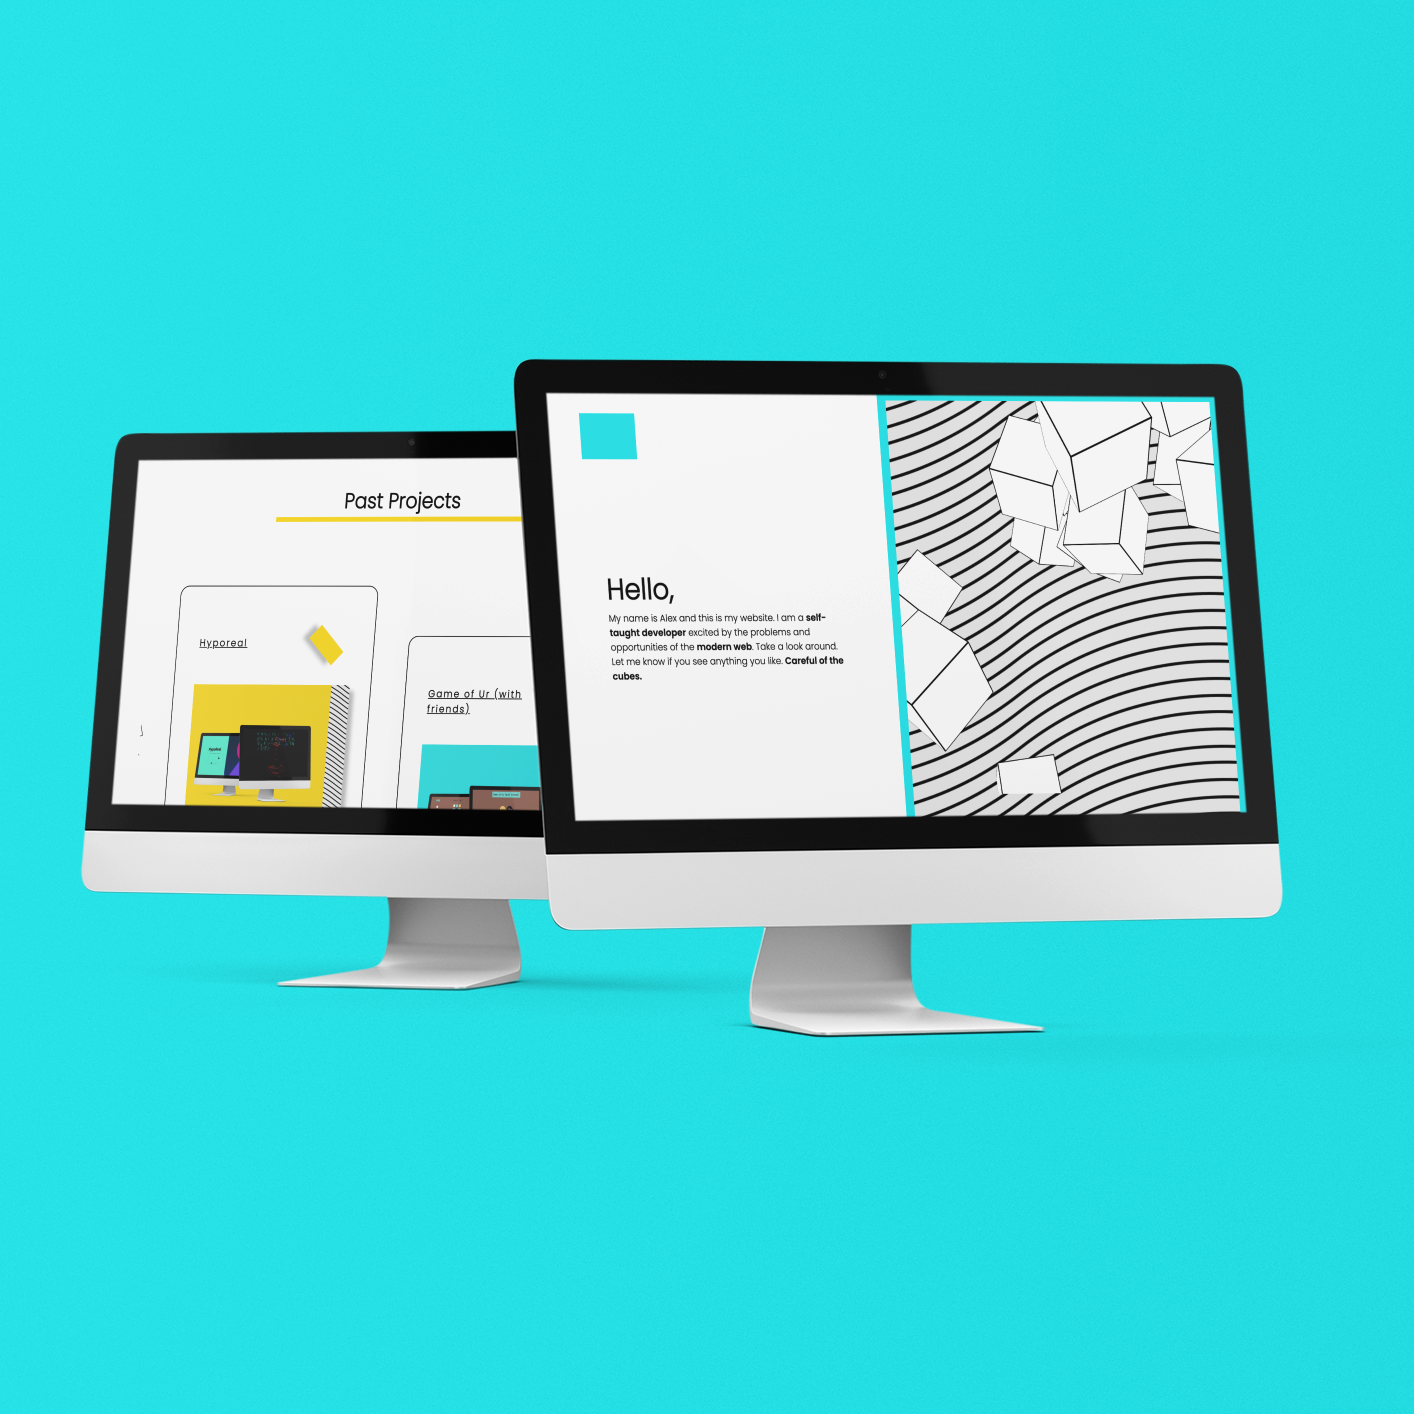 Past Projects
Hyporeal
Game of Ur (with
friends)
Hello,
My name is Alex and this is my website. I am a self-
taught developer excited by the problems and
opportunities of the modern web. Take a look around.
Let me know if you see anything you like. Careful of the
cubes.